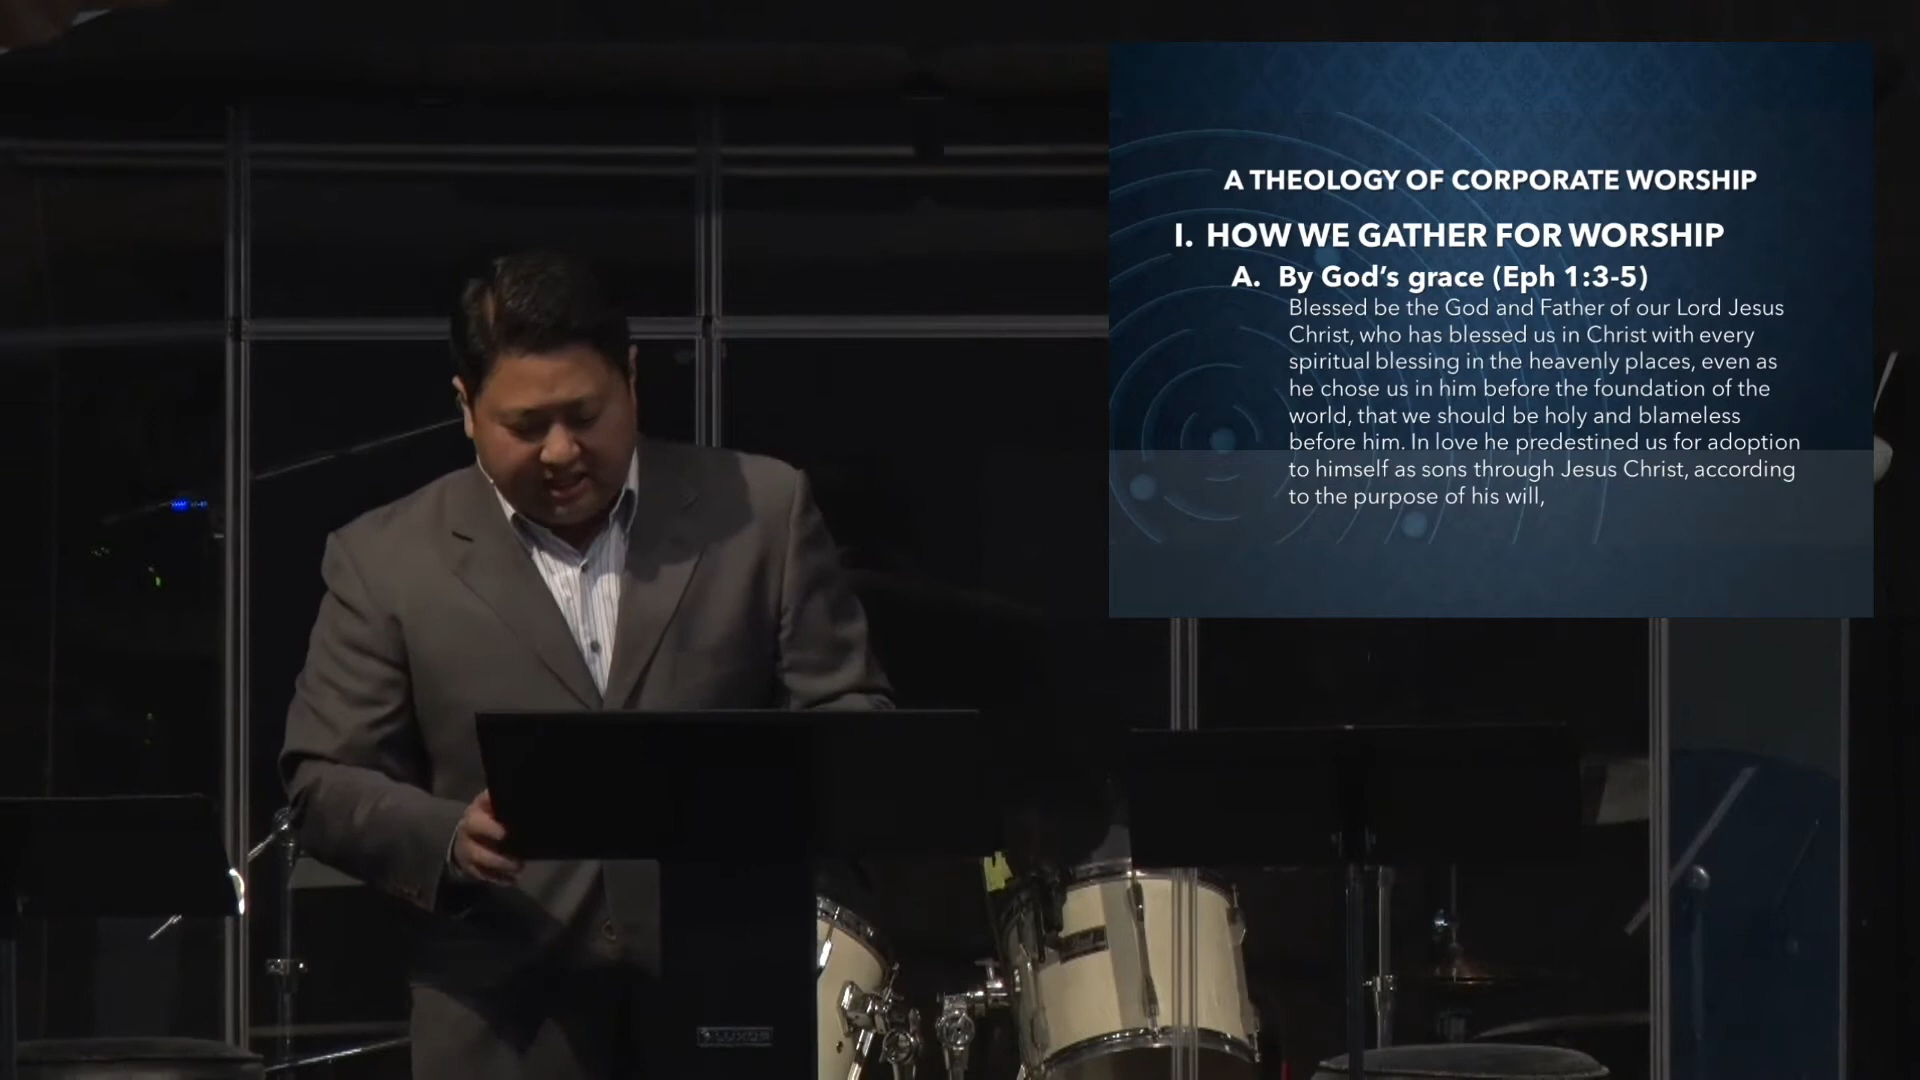 A THEOLOGY OF CORPORATE WORSHIP
I. HOW WE GATHER FOR WORSHIP
A. By God's grace (Eph 1:3-5)
Blessed be the God and Father of our Lord Jesus
Christ, who has blessed us in Christ with every
spiritual blessing in the heavenly places, even as
he chose us in him before the foundation of the
world, that we should be holy and blameless
before him. In love he predestined us for adoption
to himself as sons through Jesus Christ, according
to the purpose of his will,
LUXOR